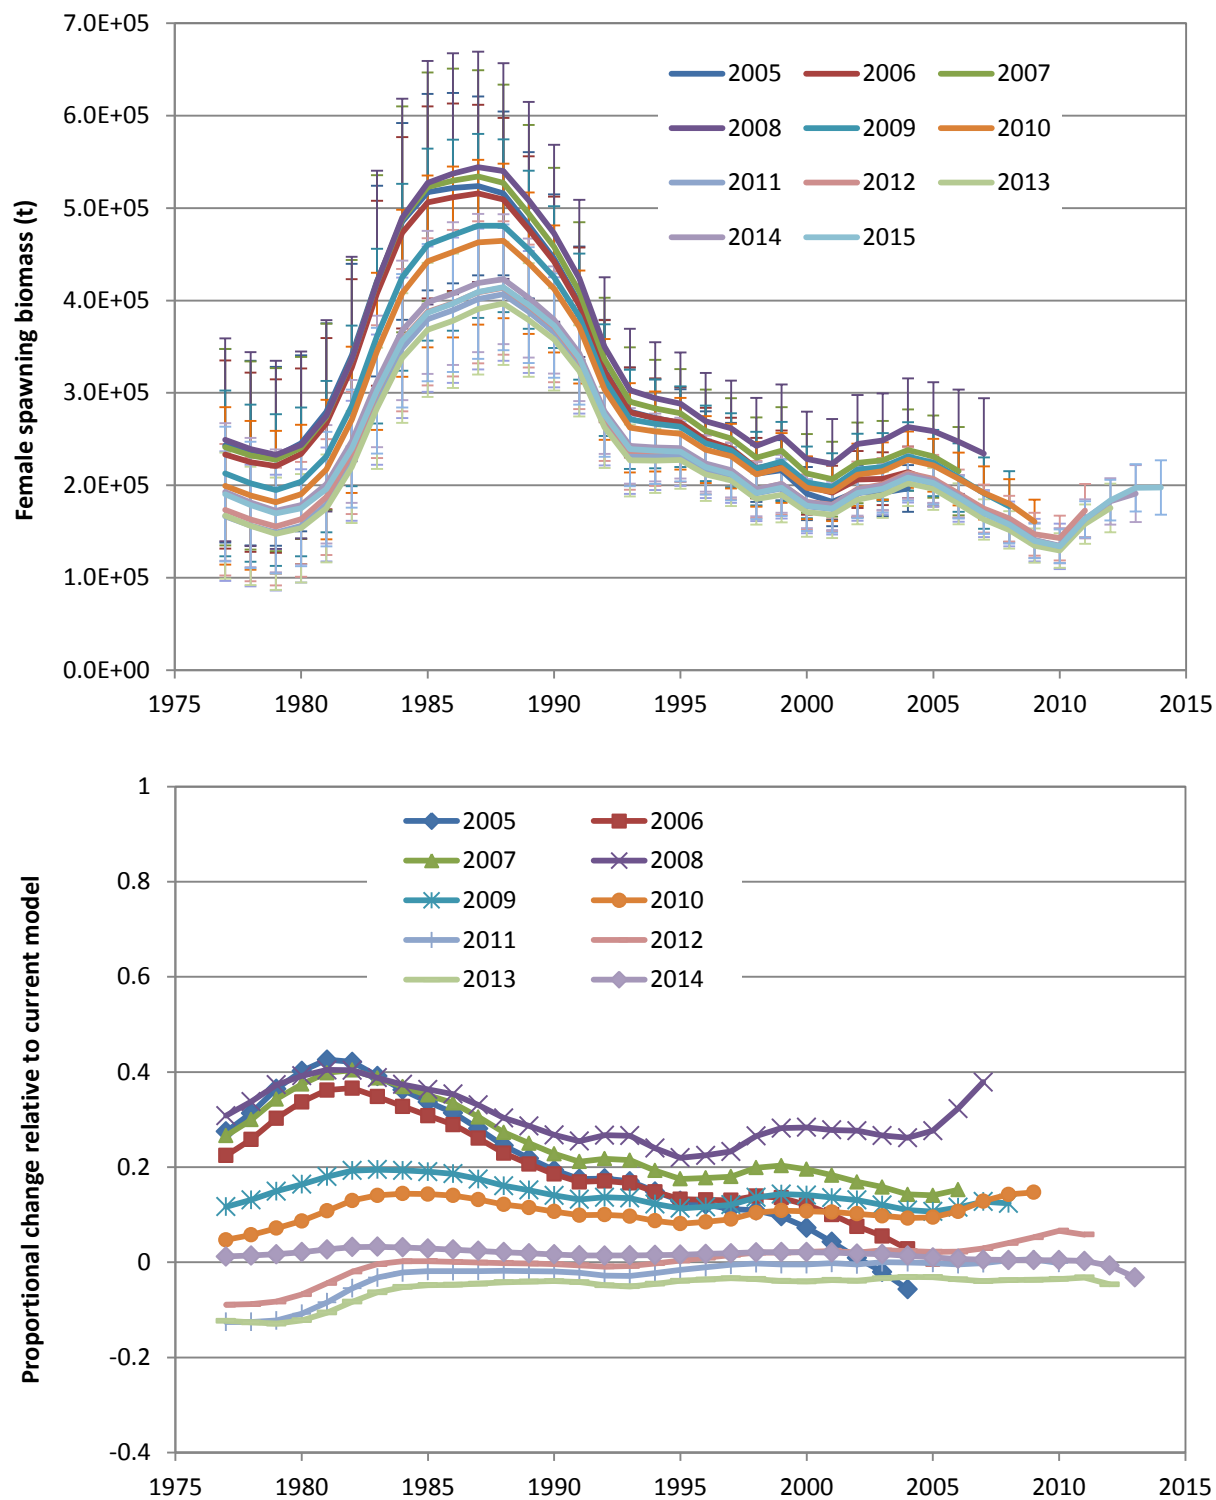 7.0E+05
6.0E+05
5.0E+05
4.0E+05
3.0E+05
2.0E+05
1.0E+05
0.0E+00
Female spawning biomass (t)
2005 2006 2007
2008 2009 2010
2011 2012 2013
2014 2015
1975 1980 1985 1990 1995 2000 2005 2010 2015
1
0.8
0.6
0.4
0.2
0
-0.2
-0.4
Proportional change relative to current model
2005 2006
2007 2008
2009 2010
2011 2012
2013 2014
1975 1980 1985 1990 1995 2000 2005 2010 2015